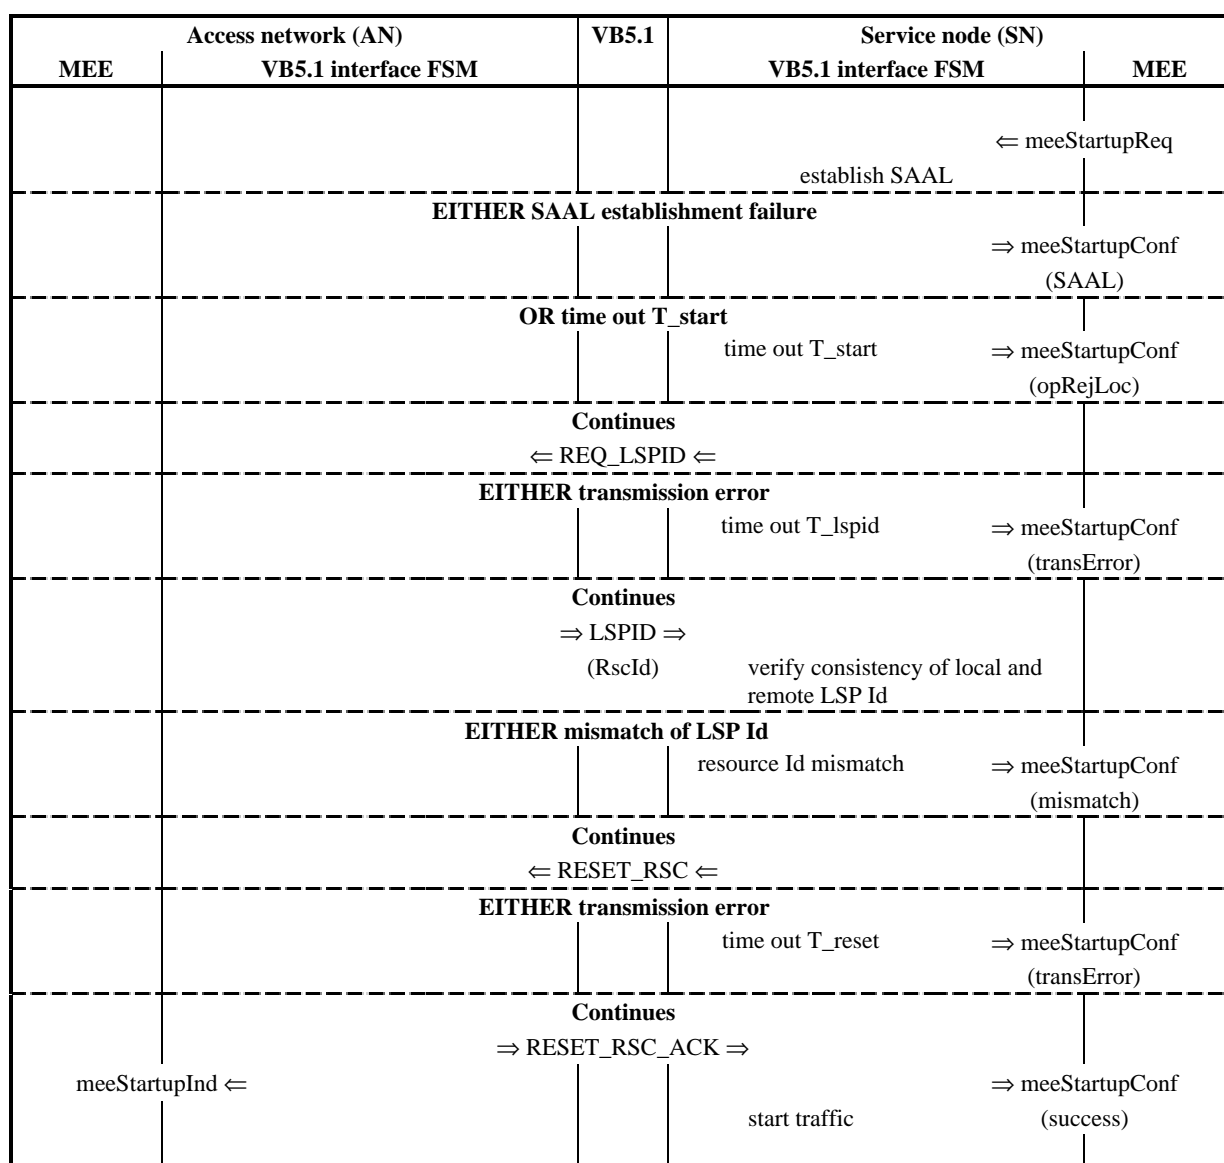 Access network (AN) VB5.1 Service node (SN)
MEE VB5.1 interface FSM VB5.1 interface FSM MEE
⇐ meeStartupReq
establish SAAL
EITHER SAAL establishment failure
⇒ meeStartupConf
(SAAL)
OR time out T_start
time out T_start ⇒ meeStartupConf
(opRejLoc)
Continues
⇐ REQ_LSPID ⇐
EITHER transmission error
time out T_lspid ⇒ meeStartupConf
(transError)
Continues
⇒ LSPID ⇒
(RscId) verify consistency of local and
remote LSP Id
EITHER mismatch of LSP Id
resource Id mismatch ⇒ meeStartupConf
(mismatch)
Continues
⇐ RESET_RSC ⇐
EITHER transmission error
time out T_reset ⇒ meeStartupConf
(transError)
Continues
⇒ RESET_RSC_ACK ⇒
meeStartupInd ⇐ ⇒ meeStartupConf
start traffic (success)